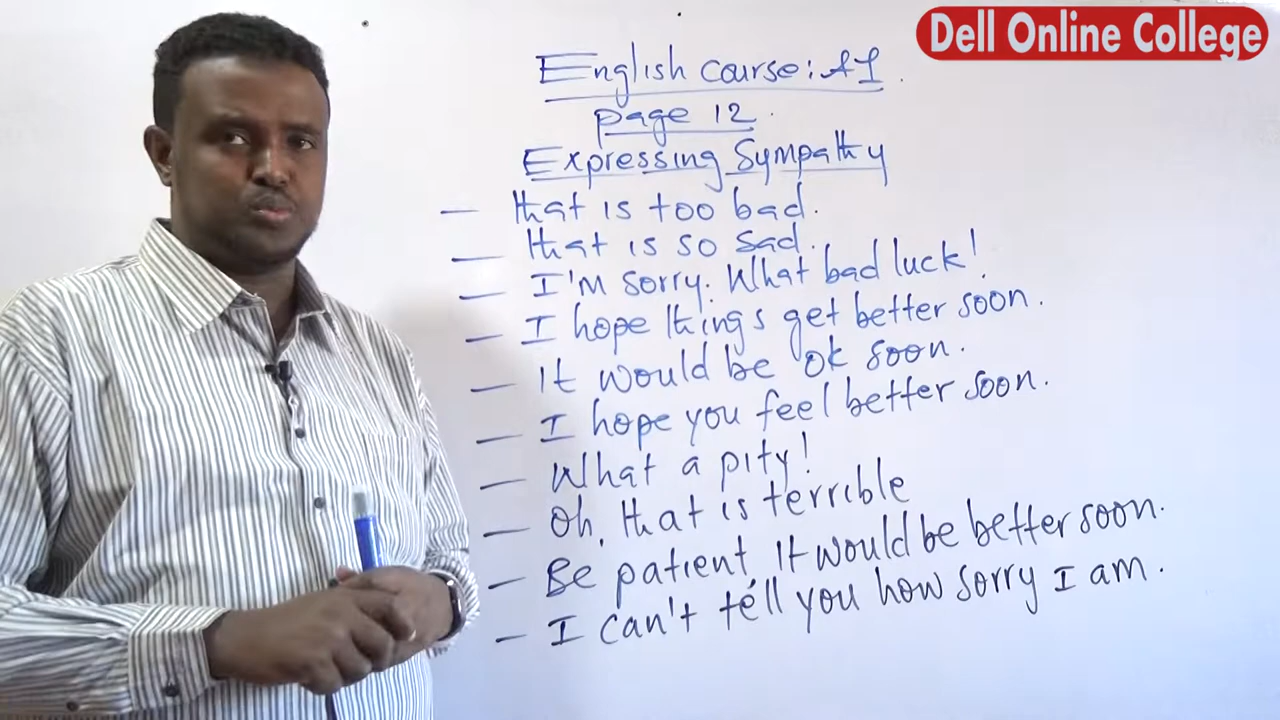 Dell Online College
English course: A1.
page 12.
Expressing Sympathy
— that is too bad.
— that is so sad.
— I'm sorry. What bad luck!
— I hope things get better soon.
— It would be ok soon.
— I hope you feel better soon.
— What a pity!
— Oh, that is terrible
— Be patient, It would be better soon.
— I can't tell you how sorry I am.